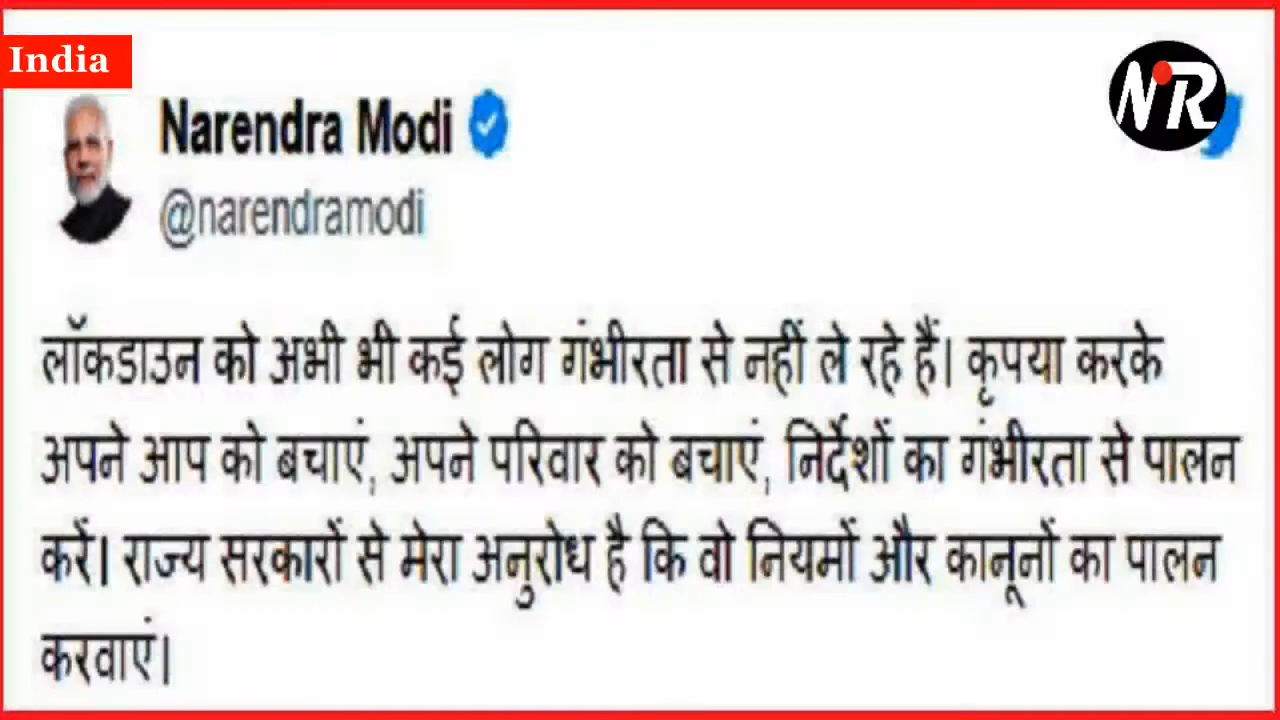 India
NR
Narendra Modi
@narendramodi
लॉकडाउन को अभी भी कई लोग गंभीरता से नहीं ले रहे हैं। कृपया करके
अपने आप को बचाएं, अपने परिवार को बचाएं, निर्देशों का गंभीरता से पालन
करें। राज्य सरकारों से मेरा अनुरोध है कि वो नियमों और कानूनों का पालन
करवाएं।